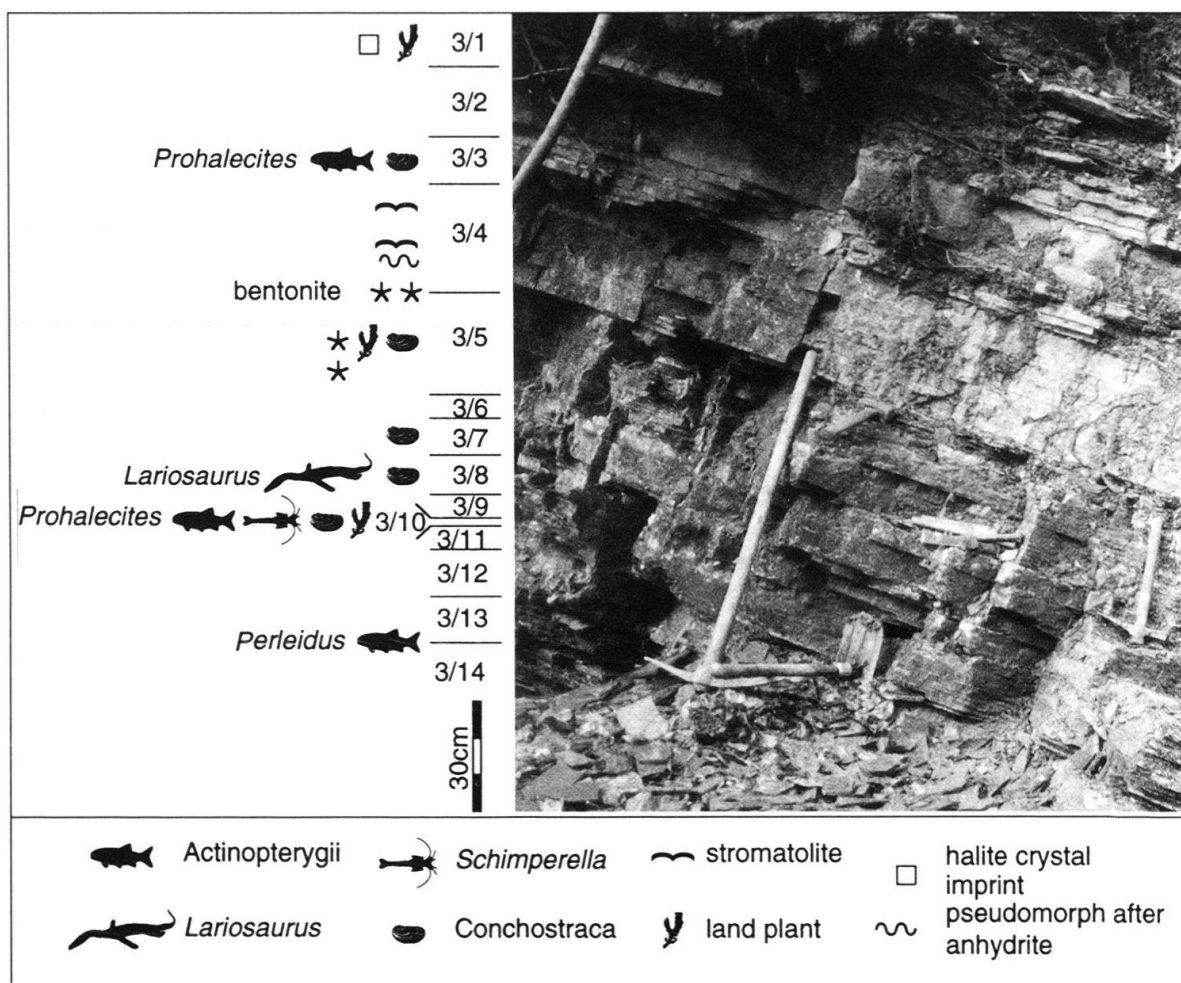 3/1
3/2
Prohalecites 3/3
3/4
bentonite
3/5
3/6
3/7
Lariosaurus 3/8
3/9
Prohalecites 3/10
3/11
3/12
3/13
Perleidus
3/14
30cm
Actinopterygii Schimperella stromatolite halite crystal
imprint
Lariosaurus Conchostraca land plant pseudomorph after
anhydrite